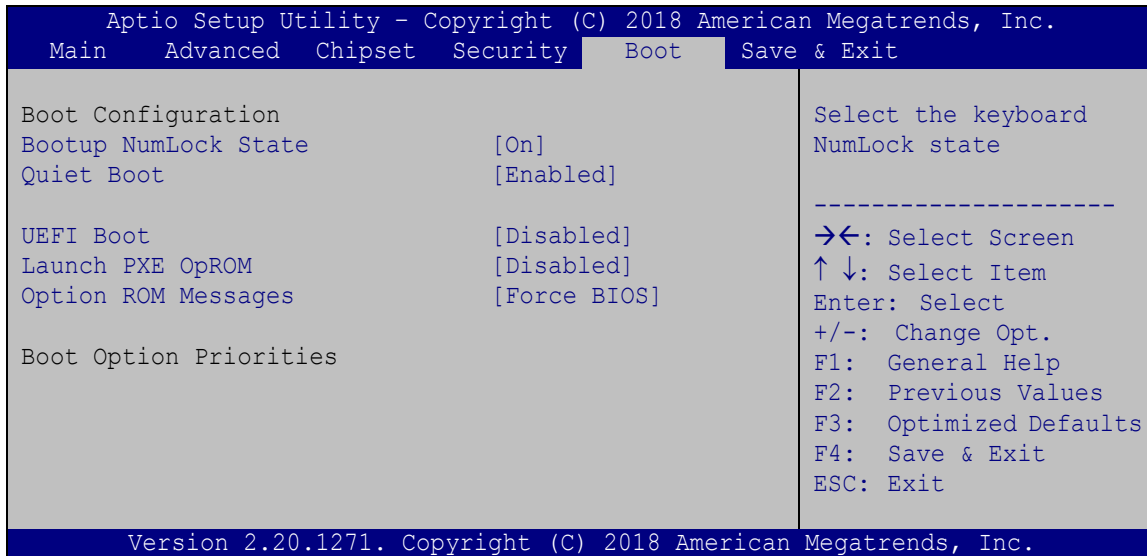 Aptio Setup Utility – Copyright (C) 2018 American Megatrends, Inc.
Main Advanced Chipset Security Boot Save & Exit
Boot Configuration
Bootup NumLock State [On]
Quiet Boot [Enabled]
UEFI Boot [Disabled]
Launch PXE OpROM [Disabled]
Option ROM Messages [Force BIOS]
Boot Option Priorities
Select the keyboard
NumLock state
---------------------
→←: Select Screen
↑ ↓: Select Item
Enter: Select
+/-: Change Opt.
F1: General Help
F2: Previous Values
F3: Optimized Defaults
F4: Save & Exit
ESC: Exit
Version 2.20.1271. Copyright (C) 2018 American Megatrends, Inc.